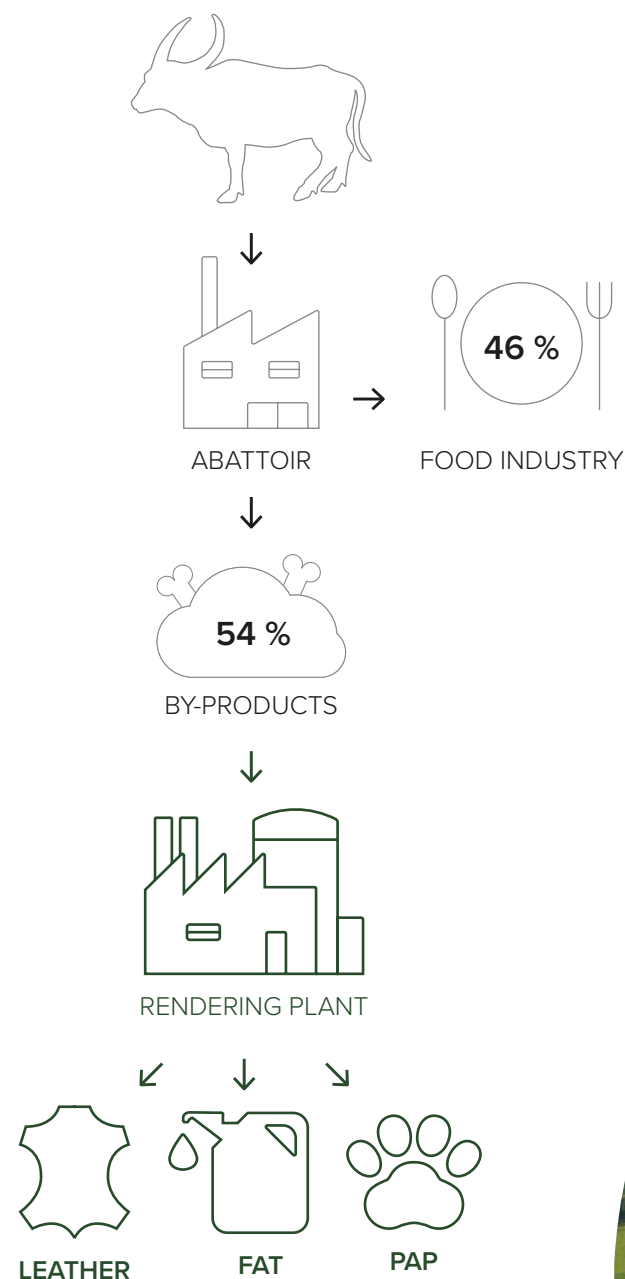 46 %
ABATTOIR
FOOD INDUSTRY
54 %
BY-PRODUCTS
RENDERING PLANT
LEATHER
FAT
PAP